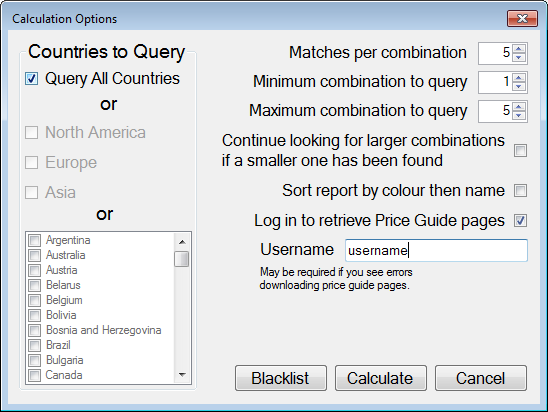 Calculation Options
Countries to Query
Query All Countries
or
North America
Europe
Asia
or
Argentina
Australia
Austria
Belarus
Belgium
Bolivia
Bosnia and Herzegovina
Brazil
Bulgaria
Canada
Matches per combination 5
Minimum combination to query 1
Maximum combination to query 5
Continue looking for larger combinations
if a smaller one has been found
Sort report by colour then name
Log in to retrieve Price Guide pages
Username username
May be required if you see errors
downloading price guide pages.
Blacklist Calculate Cancel